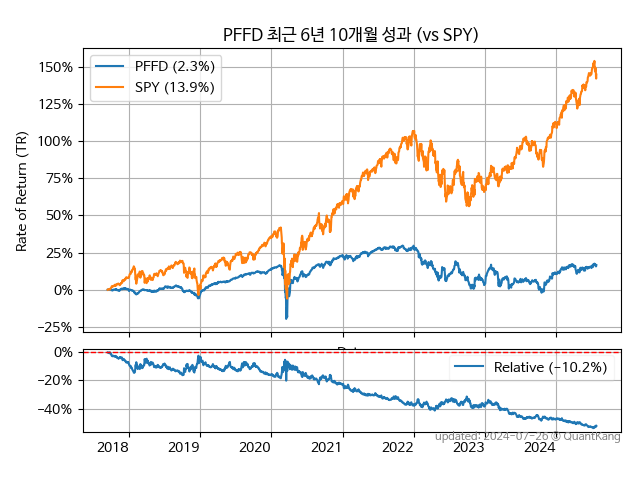 PFFD 최근 6년 10개월 성과 (vs SPY)
PFFD (2.3%)
SPY (13.9%)
Rate of Return (TR)
150%
125%
100%
75%
50%
25%
0%
−25%
0%
−20%
−40%
Relative (−10.2%)
2018 2019 2020 2021 2022 2023 2024
updated: 2024-07-26 © QuantKang